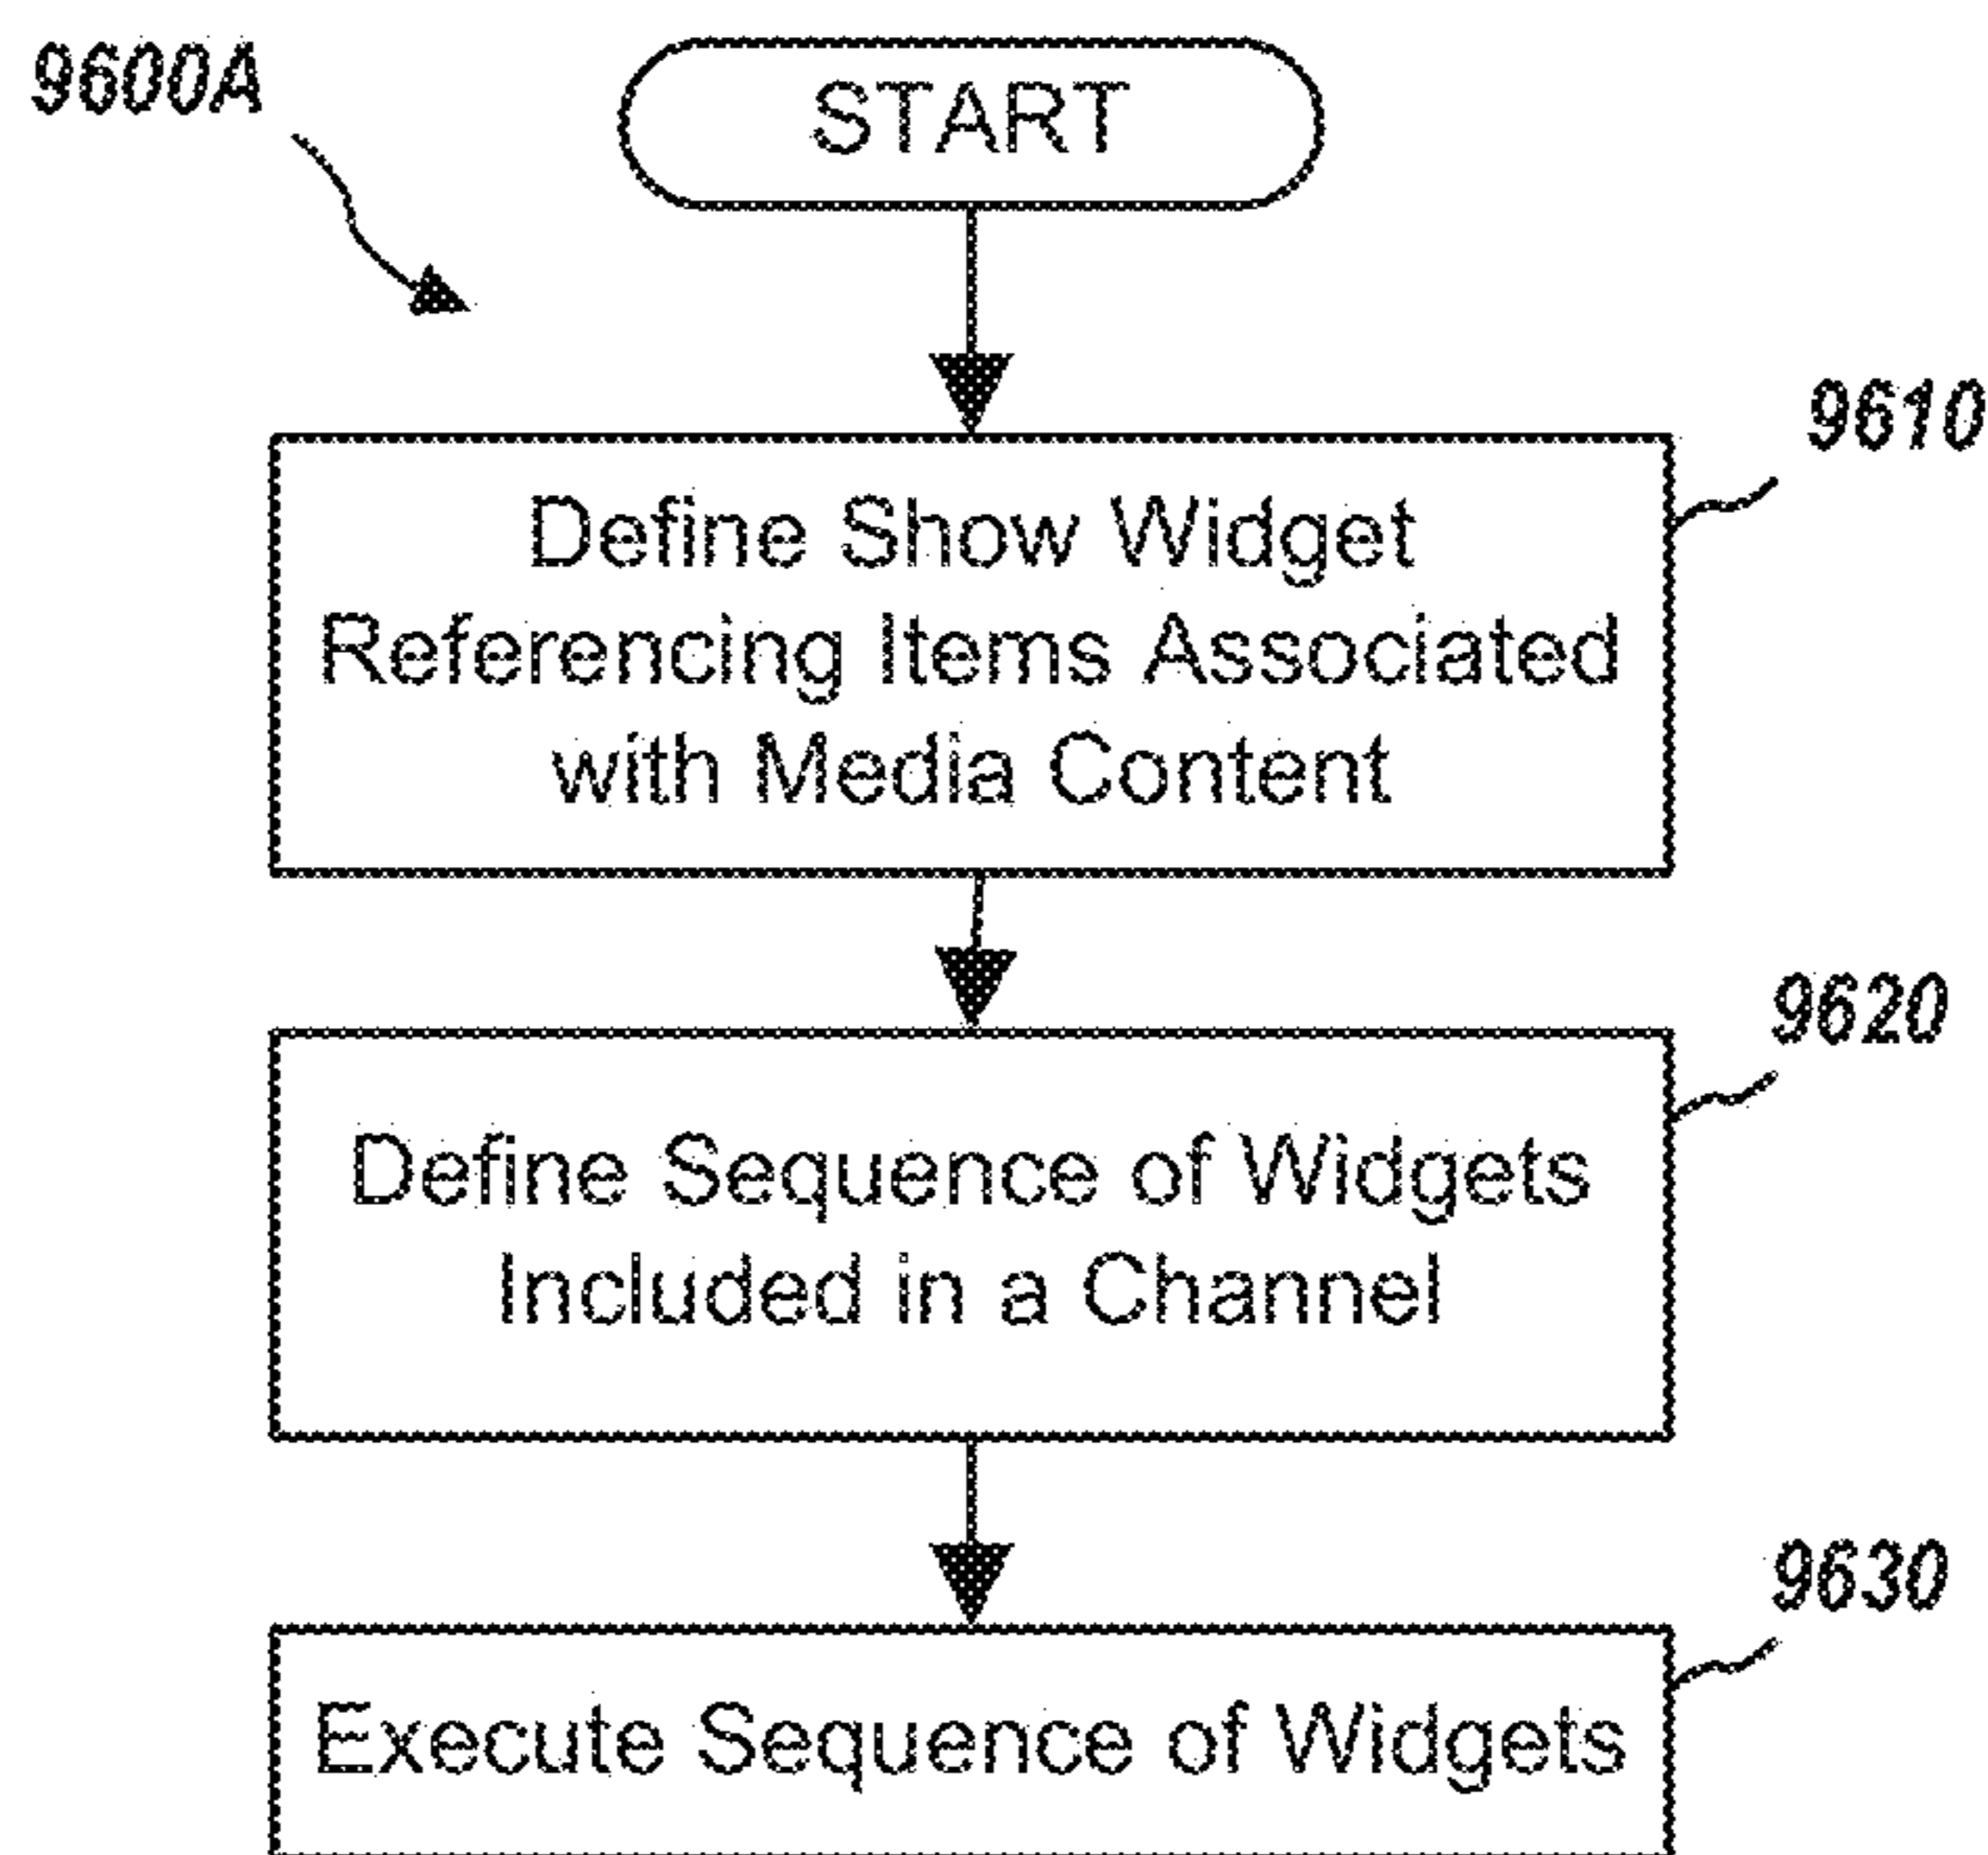 9600A
START
9610
Define Show Widget
Referencing Items Associated
with Media Content
9620
Define Sequence of Widgets
Included in a Channel
9630
Execute Sequence of Widgets